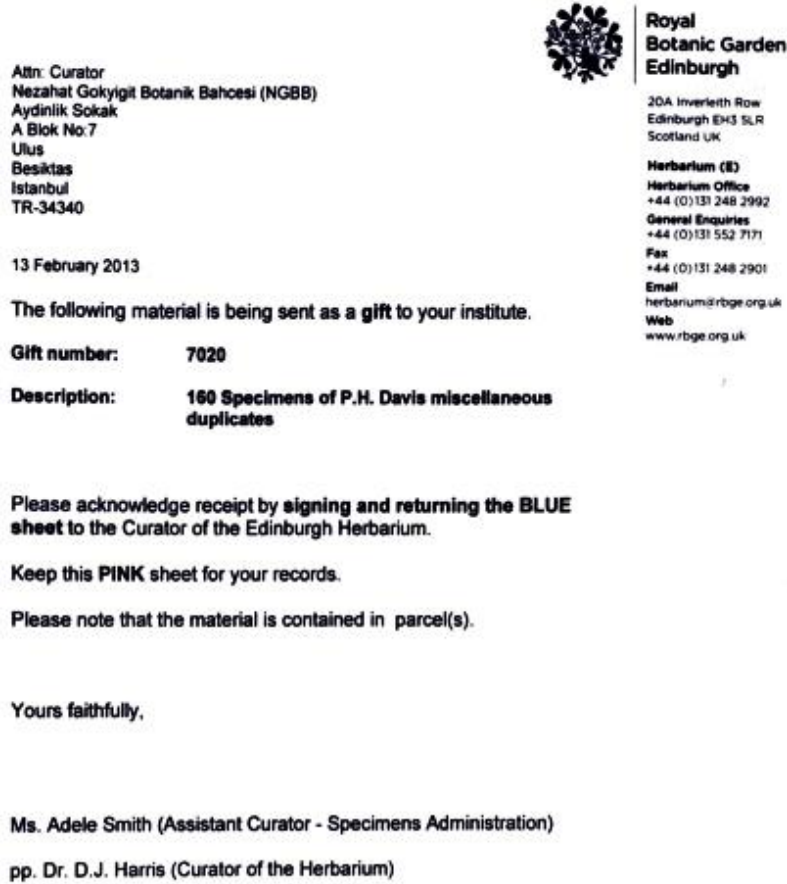 Royal
Botanic Garden
Edinburgh
20A Inverleith Row
Edinburgh EH3 5LR
Scotland UK
Herbarium (E)
Herbarium Office
+44 (0)131 248 2992
General Enquiries
+44 (0)131 552 7171
Fax
+44 (0)131 248 2901
Email
herbarium@rbge.org.uk
Web
www.rbge.org.uk
Attn: Curator
Nezahat Gokyigit Botanik Bahcesi (NGBB)
Aydinlik Sokak
A Blok No:7
Ulus
Besiktas
Istanbul
TR-34340
13 February 2013
The following material is being sent as a gift to your institute.
Gift number: 7020
Description: 160 Specimens of P.H. Davis miscellaneous
duplicates
Please acknowledge receipt by signing and returning the BLUE
sheet to the Curator of the Edinburgh Herbarium.
Keep this PINK sheet for your records.
Please note that the material is contained in parcel(s).
Yours faithfully,
Ms. Adele Smith (Assistant Curator - Specimens Administration)
pp. Dr. D.J. Harris (Curator of the Herbarium)